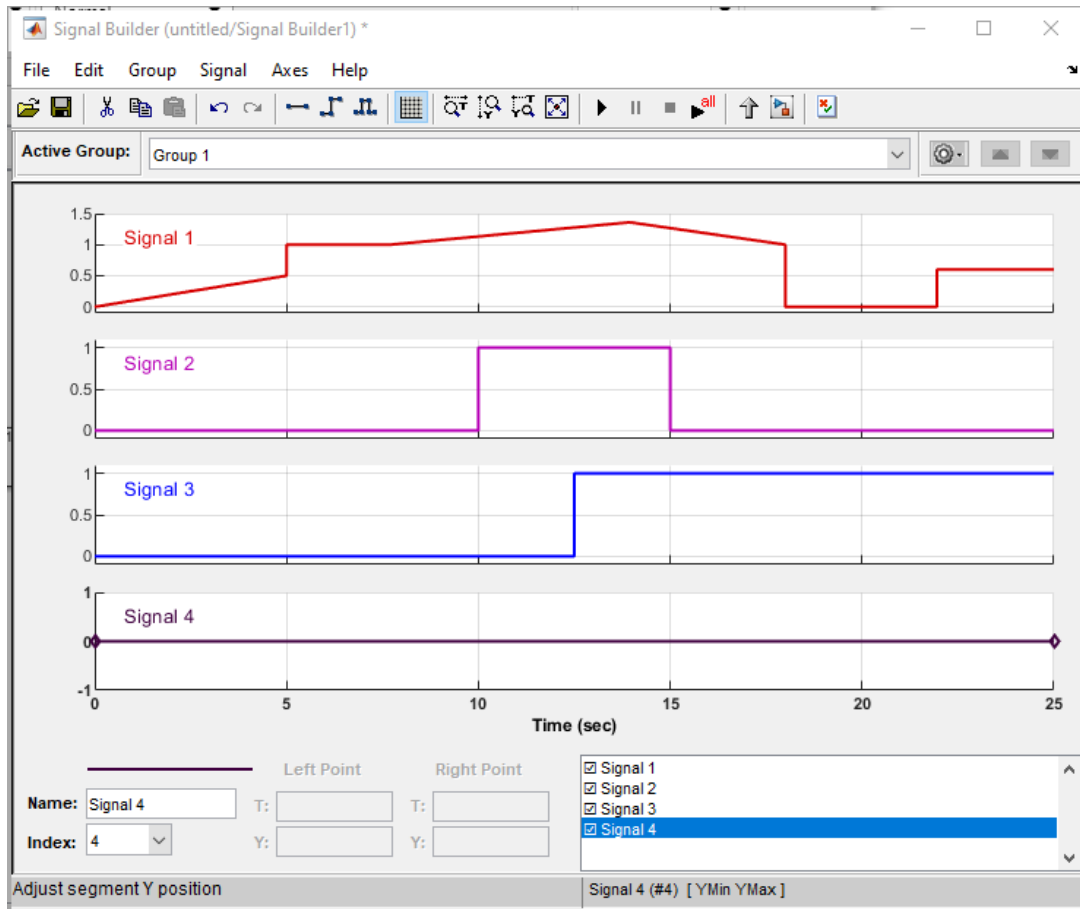 Normal
Signal Builder (untitled/Signal Builder1) *
File Edit Group Signal Axes Help
all
Active Group: Group 1
1.5
Signal 1
1
0.5
0
1
Signal 2
0.5
0
1
Signal 3
0.5
0
1
Signal 4
0
-1
0 5 10 15 20 25
Time (sec)
Left Point Right Point
Name: Signal 4 T: T:
Index: 4 Y: Y:
Signal 1
Signal 2
Signal 3
Signal 4
Adjust segment Y position Signal 4 (#4) [ YMin YMax ]